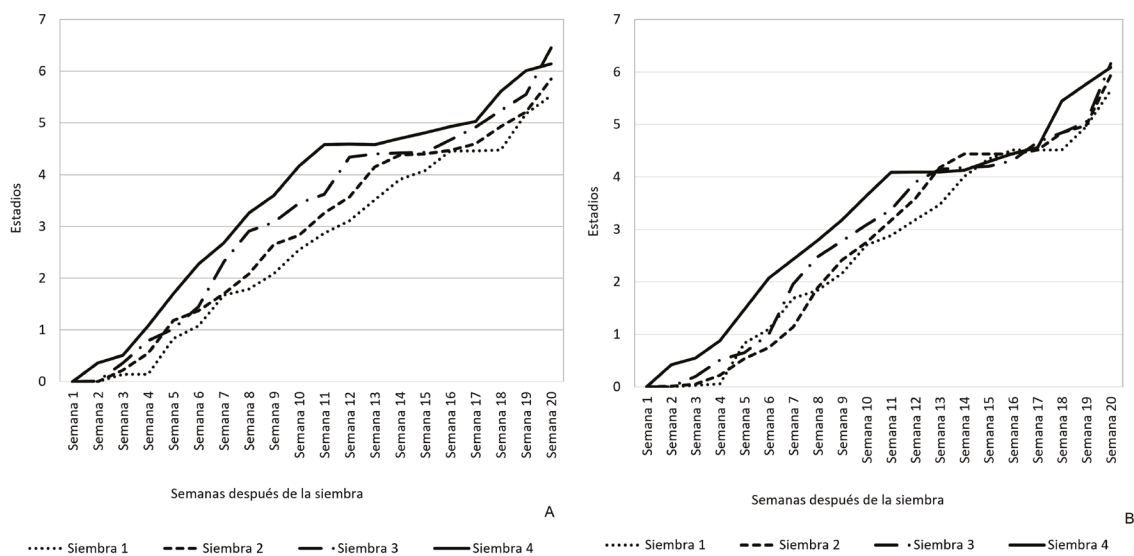 7
6
5
4
3
2
1
0
Estadios
Semana 1
Semana 2
Semana 3
Semana 4
Semana 5
Semana 6
Semana 7
Semana 8
Semana 9
Semana 10
Semana 11
Semana 12
Semana 13
Semana 14
Semana 15
Semana 16
Semana 17
Semana 18
Semana 19
Semana 20
Semanas después de la siembra
A
Siembra 1 Siembra 2 Siembra 3 Siembra 4
7
6
5
4
3
2
1
0
Estadios
Semana 1
Semana 2
Semana 3
Semana 4
Semana 5
Semana 6
Semana 7
Semana 8
Semana 9
Semana 10
Semana 11
Semana 12
Semana 13
Semana 14
Semana 15
Semana 16
Semana 17
Semana 18
Semana 19
Semana 20
Semanas después de la siembra
B
Siembra 1 Siembra 2 Siembra 3 Siembra 4